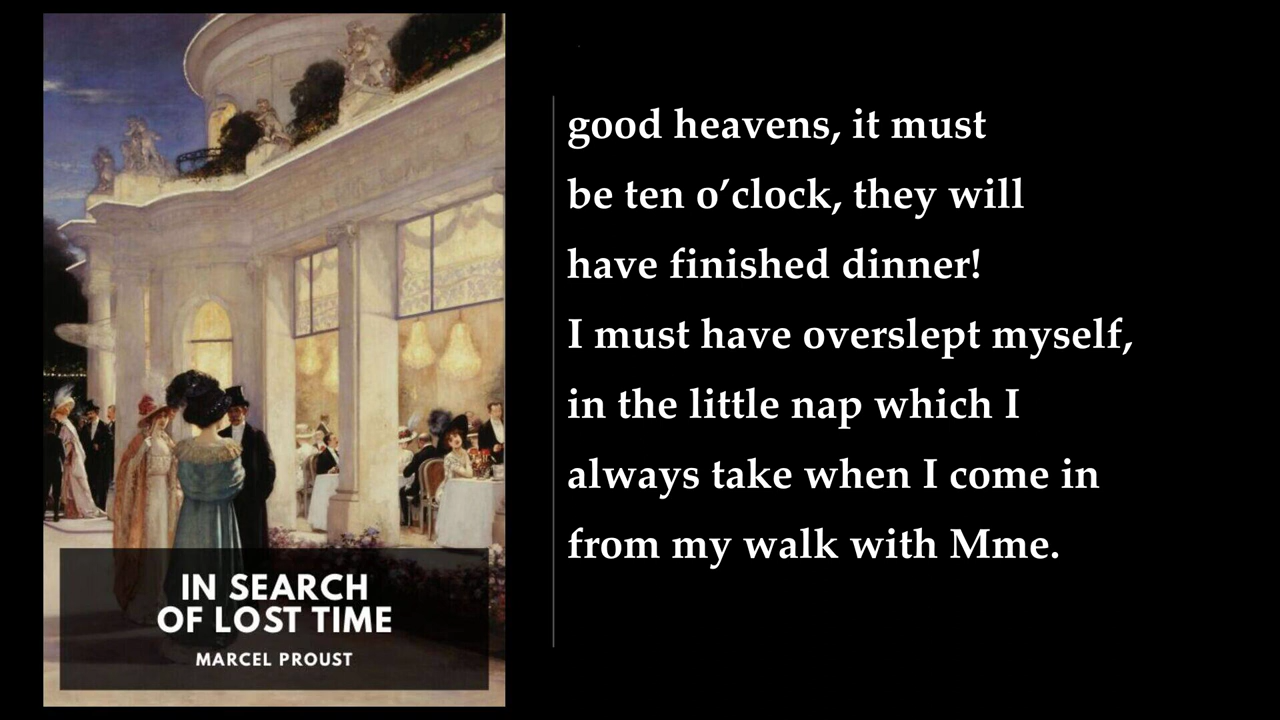 IN SEARCH
OF LOST TIME
MARCEL PROUST
good heavens, it must
be ten o’clock, they will
have finished dinner!
I must have overslept myself,
in the little nap which I
always take when I come in
from my walk with Mme.